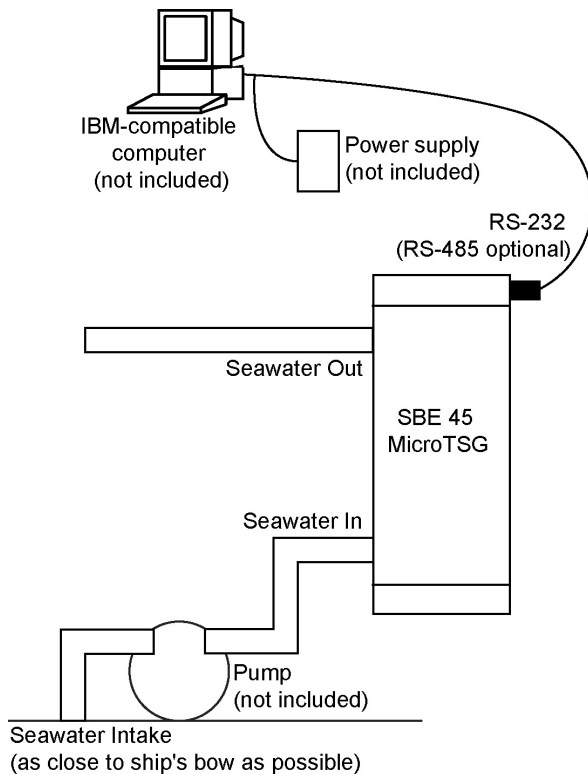 IBM-compatible
computer
(not included)
Power supply
(not included)
RS-232
(RS-485 optional)
Seawater Out
SBE 45
MicroTSG
Seawater In
Pump
(not included)
Seawater Intake
(as close to ship's bow as possible)